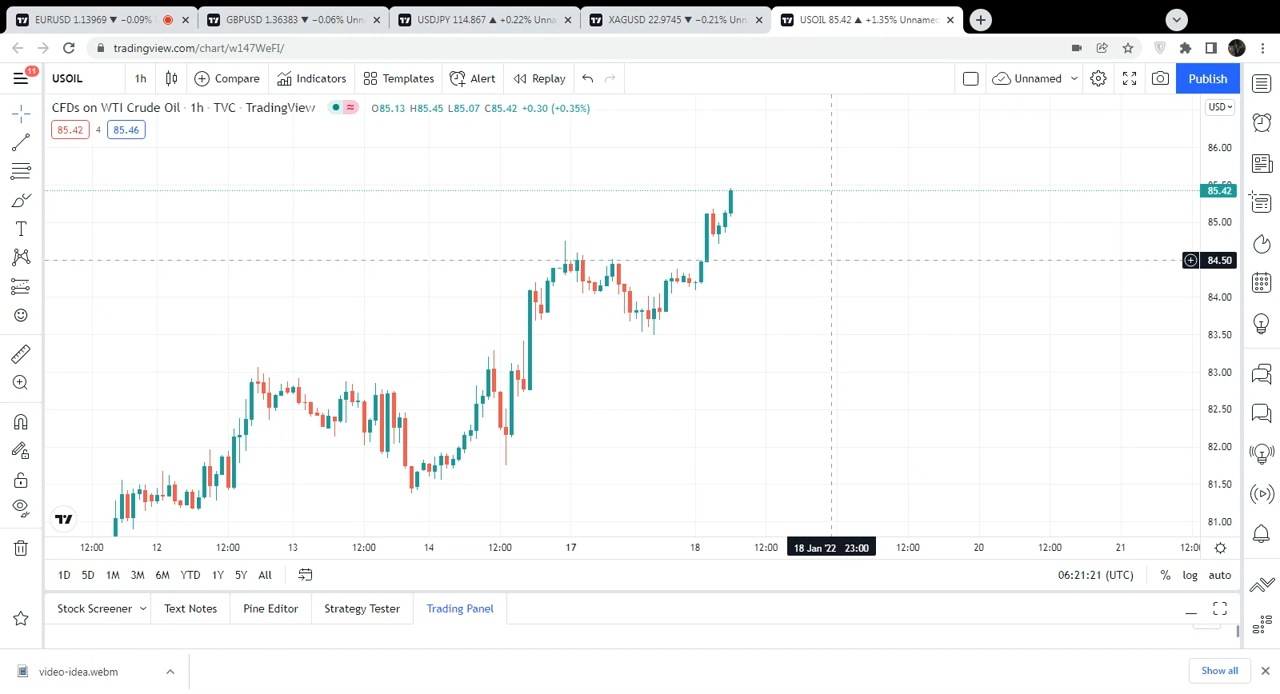 EURUSD 1.13969 ▼ −0.09%
GBPUSD 1.36383 ▼ −0.06% Unn
USDJPY 114.867 ▲ +0.22% Unna
XAGUSD 22.9745 ▼ −0.21% Unn
USOIL 85.42 ▲ +1.35% Unnamed
tradingview.com/chart/w147WeFI/
11
USOIL
1h
Compare
Indicators
Templates
Alert
Replay
Unnamed
Publish
CFDs on WTI Crude Oil · 1h · TVC · TradingView
O85.13 H85.45 L85.07 C85.42 +0.30 (+0.35%)
USD
85.42 4 85.46
86.00
85.42
85.00
84.50
84.00
83.50
83.00
82.50
82.00
81.50
81.00
12:00 12 12:00 13 12:00 14 12:00 17 18 12:00 18 Jan '22 23:00 12:00 20 12:00 21 12:0
1D 5D 1M 3M 6M YTD 1Y 5Y All
06:21:21 (UTC) % log auto
Stock Screener Text Notes Pine Editor Strategy Tester Trading Panel
video-idea.webm
Show all